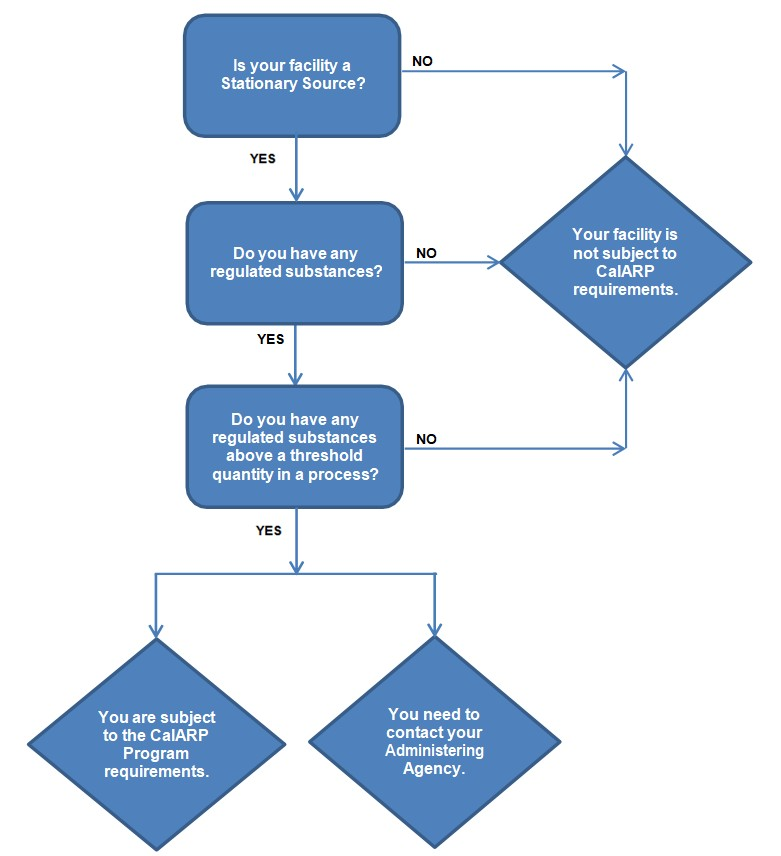 Is your facility a
Stationary Source?
NO
YES
Do you have any
regulated substances?
NO
Your facility is
not subject to
CalARP
requirements.
YES
Do you have any
regulated substances
above a threshold
quantity in a process?
NO
YES
You are subject
to the CalARP
Program
requirements.
You need to
contact your
Administering
Agency.